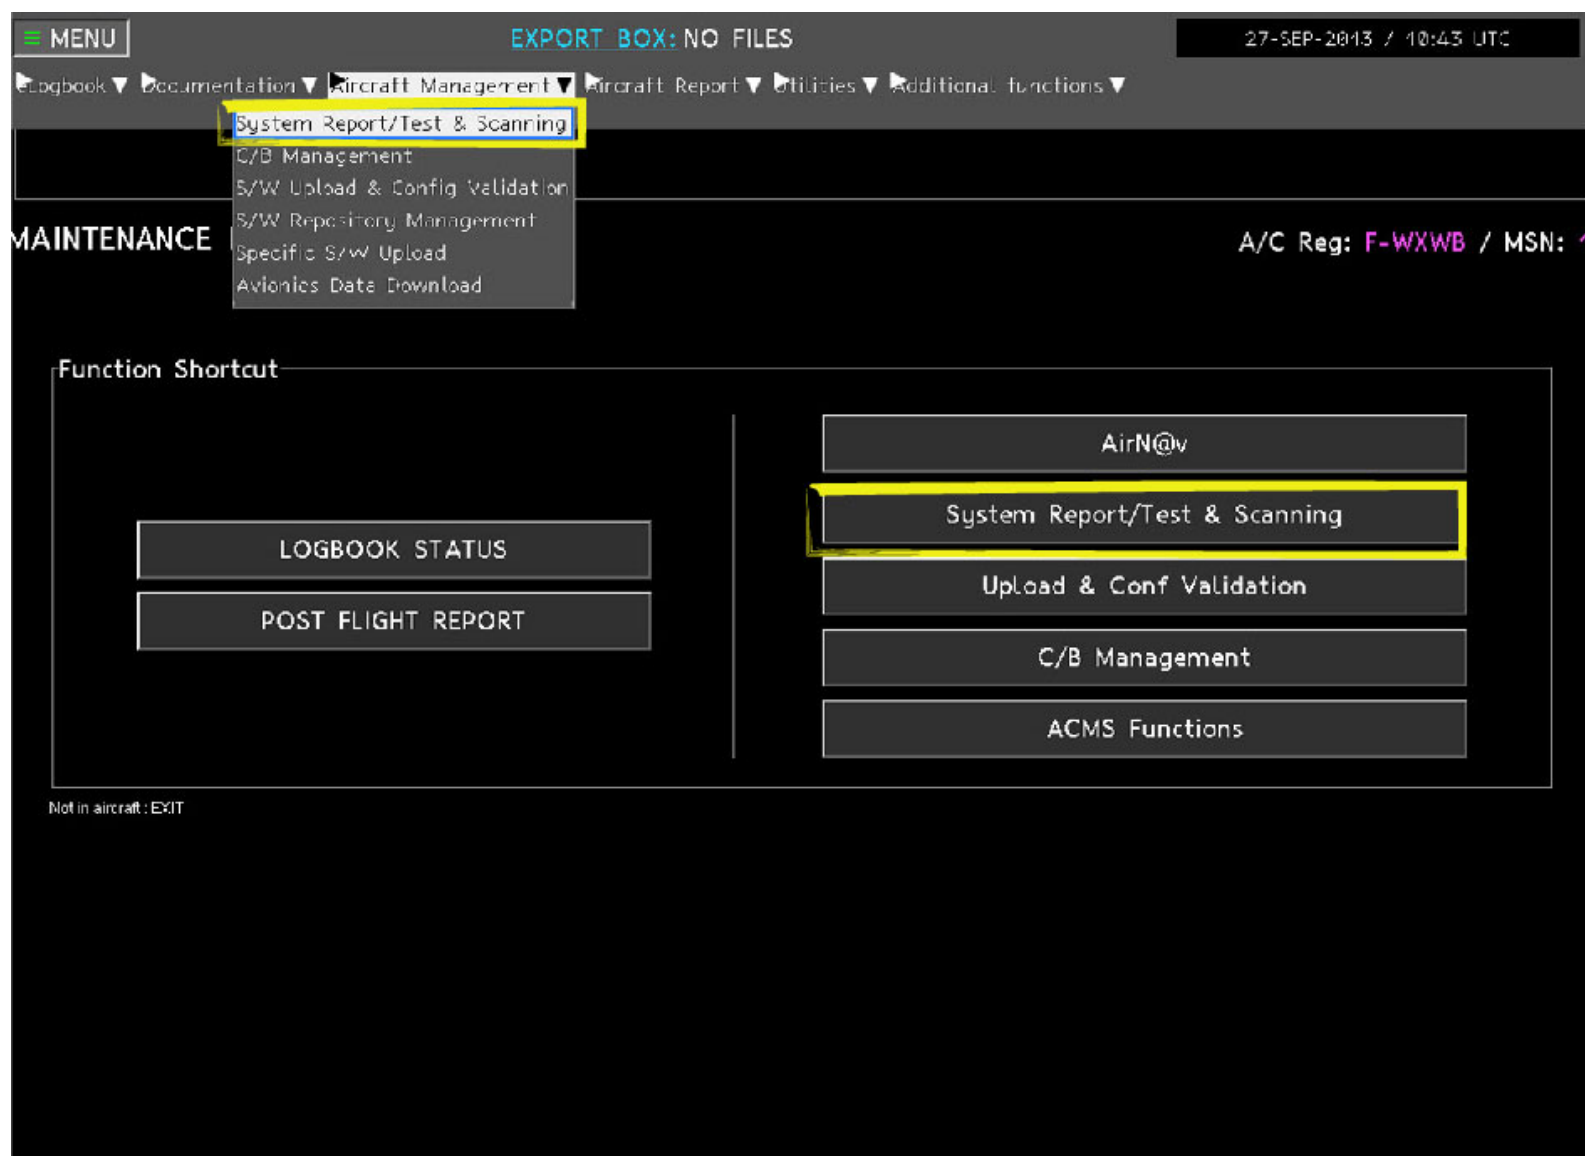 MENU
EXPORT BOX: NO FILES
27-SEP-2013 / 10:43 UTC
Logbook ▼ Documentation ▼ Aircraft Management ▼ Aircraft Report ▼ Utilities ▼ Additional functions ▼
System Report/Test & Scanning
C/B Management
S/W Upload & Config Validation
S/W Repository Management
Specific S/W Upload
Avionics Data Download
MAINTENANCE
A/C Reg: F-WXWB / MSN:
Function Shortcut
LOGBOOK STATUS
POST FLIGHT REPORT
AirN@v
System Report/Test & Scanning
Upload & Conf Validation
C/B Management
ACMS Functions
Not in aircraft : EXIT